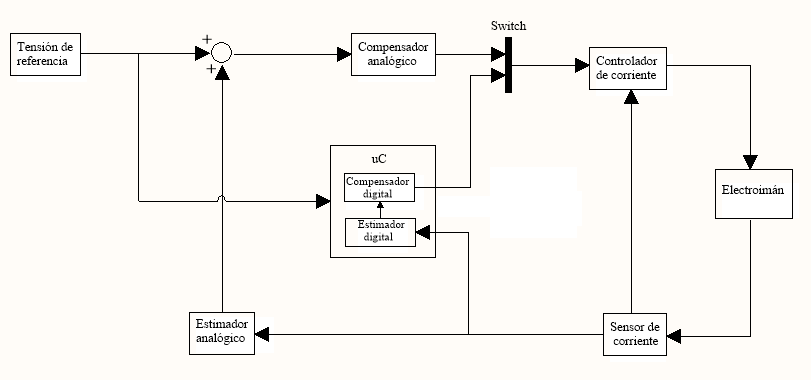 Switch
Tensión de
referencia
+
+
Compensador
analógico
Controlador
de corriente
uC
Compensador
digital
Estimador
digital
Electroimán
Estimador
analógico
Sensor de
corriente